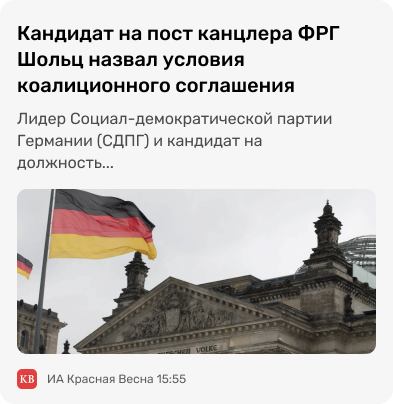 Кандидат на пост канцлера ФРГ
Шольц назвал условия
коалиционного соглашения
Лидер Социал-демократической партии
Германии (СДПГ) и кандидат на
должность...
KB
ИА Красная Весна 15:55